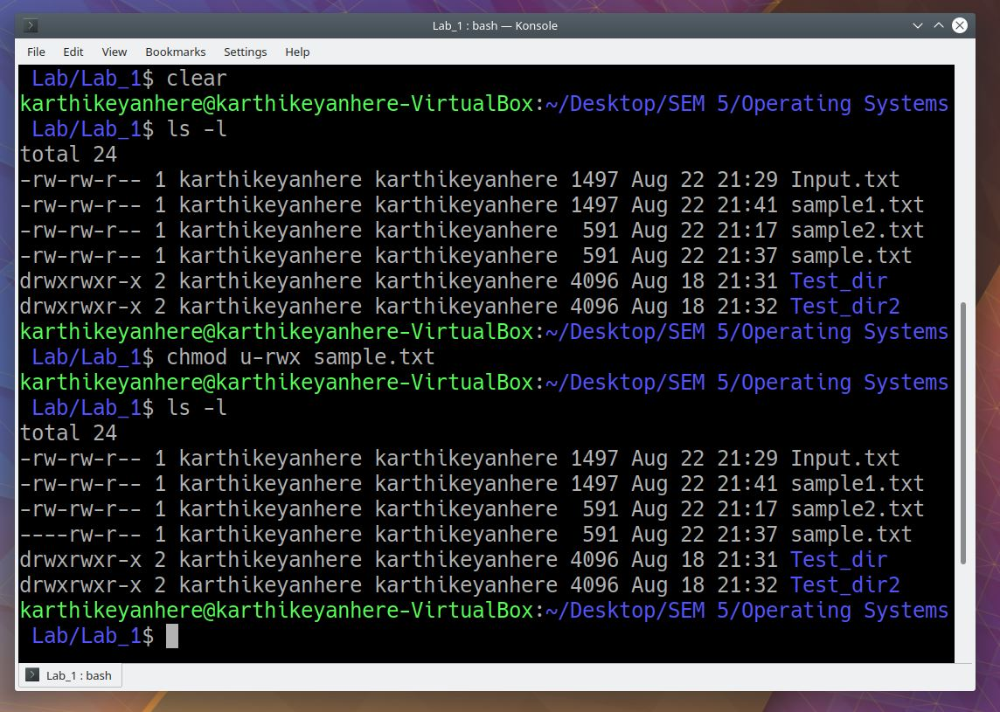 Lab_1 : bash — Konsole
File Edit View Bookmarks Settings Help
Lab/Lab_1$ clear
karthikeyanhere@karthikeyanhere-VirtualBox:~/Desktop/SEM 5/Operating Systems
Lab/Lab_1$ ls -l
total 24
-rw-rw-r-- 1 karthikeyanhere karthikeyanhere 1497 Aug 22 21:29 Input.txt
-rw-rw-r-- 1 karthikeyanhere karthikeyanhere 1497 Aug 22 21:41 sample1.txt
-rw-rw-r-- 1 karthikeyanhere karthikeyanhere  591 Aug 22 21:17 sample2.txt
-rw-rw-r-- 1 karthikeyanhere karthikeyanhere  591 Aug 22 21:37 sample.txt
drwxrwxr-x 2 karthikeyanhere karthikeyanhere 4096 Aug 18 21:31 Test_dir
drwxrwxr-x 2 karthikeyanhere karthikeyanhere 4096 Aug 18 21:32 Test_dir2
karthikeyanhere@karthikeyanhere-VirtualBox:~/Desktop/SEM 5/Operating Systems
Lab/Lab_1$ chmod u-rwx sample.txt
karthikeyanhere@karthikeyanhere-VirtualBox:~/Desktop/SEM 5/Operating Systems
Lab/Lab_1$ ls -l
total 24
-rw-rw-r-- 1 karthikeyanhere karthikeyanhere 1497 Aug 22 21:29 Input.txt
-rw-rw-r-- 1 karthikeyanhere karthikeyanhere 1497 Aug 22 21:41 sample1.txt
-rw-rw-r-- 1 karthikeyanhere karthikeyanhere  591 Aug 22 21:17 sample2.txt
----rw-r-- 1 karthikeyanhere karthikeyanhere  591 Aug 22 21:37 sample.txt
drwxrwxr-x 2 karthikeyanhere karthikeyanhere 4096 Aug 18 21:31 Test_dir
drwxrwxr-x 2 karthikeyanhere karthikeyanhere 4096 Aug 18 21:32 Test_dir2
karthikeyanhere@karthikeyanhere-VirtualBox:~/Desktop/SEM 5/Operating Systems
Lab/Lab_1$
Lab_1 : bash